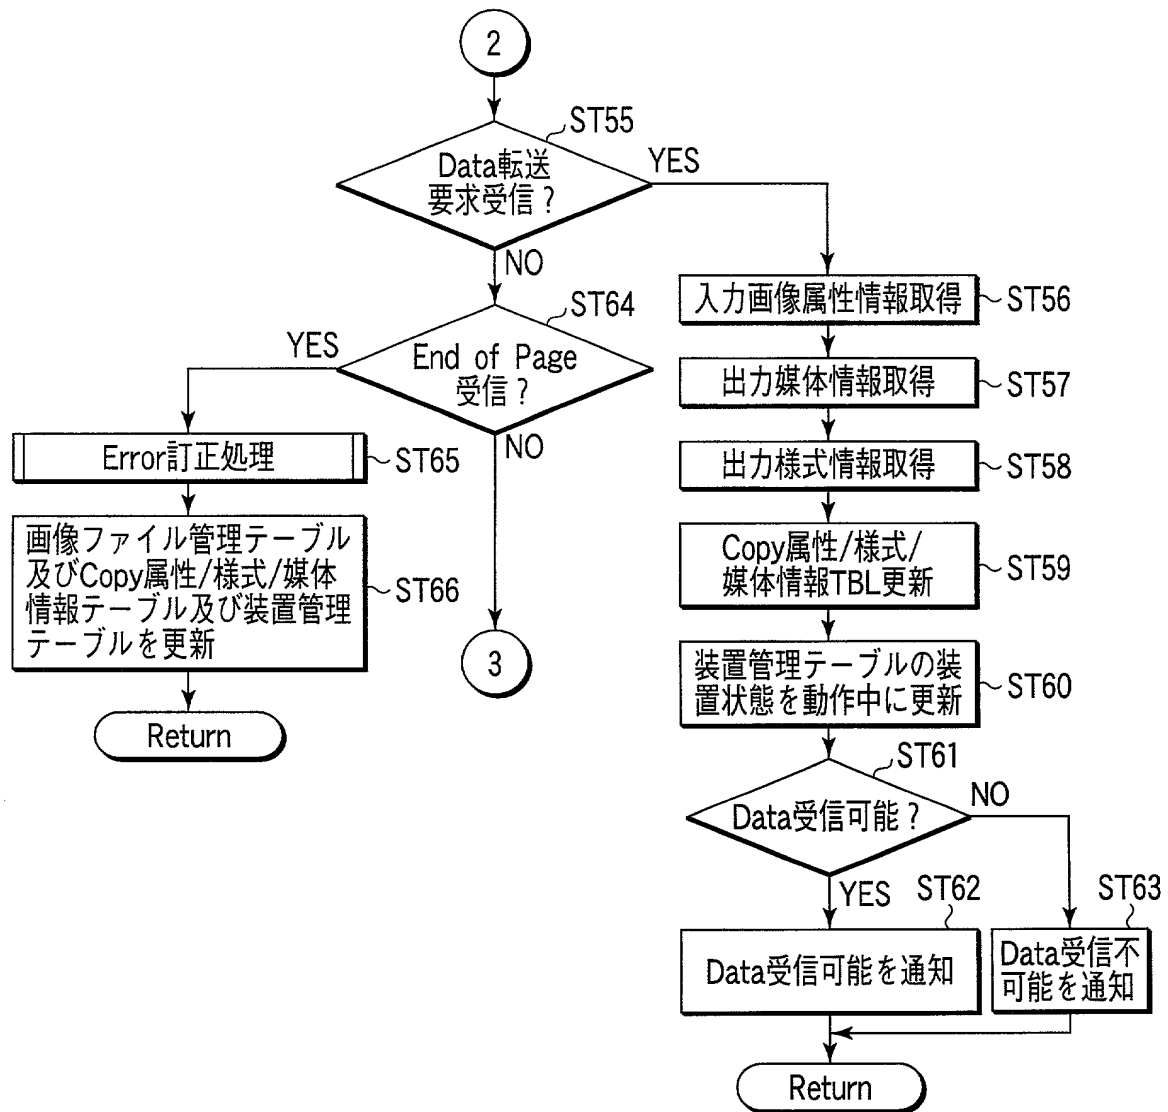 2
ST55
Data転送
要求受信？
YES
NO
ST64
End of Page
受信？
YES
NO
Error訂正処理
ST65
画像ファイル管理テーブル
及びCopy属性/様式/媒体
情報テーブル及び装置管理
テーブルを更新
ST66
Return
3
入力画像属性情報取得
ST56
出力媒体情報取得
ST57
出力様式情報取得
ST58
Copy属性/様式/
媒体情報TBL更新
ST59
装置管理テーブルの装
置状態を動作中に更新
ST60
ST61
Data受信可能？
NO
YES
ST62
Data受信可能を通知
ST63
Data受信不
可能を通知
Return